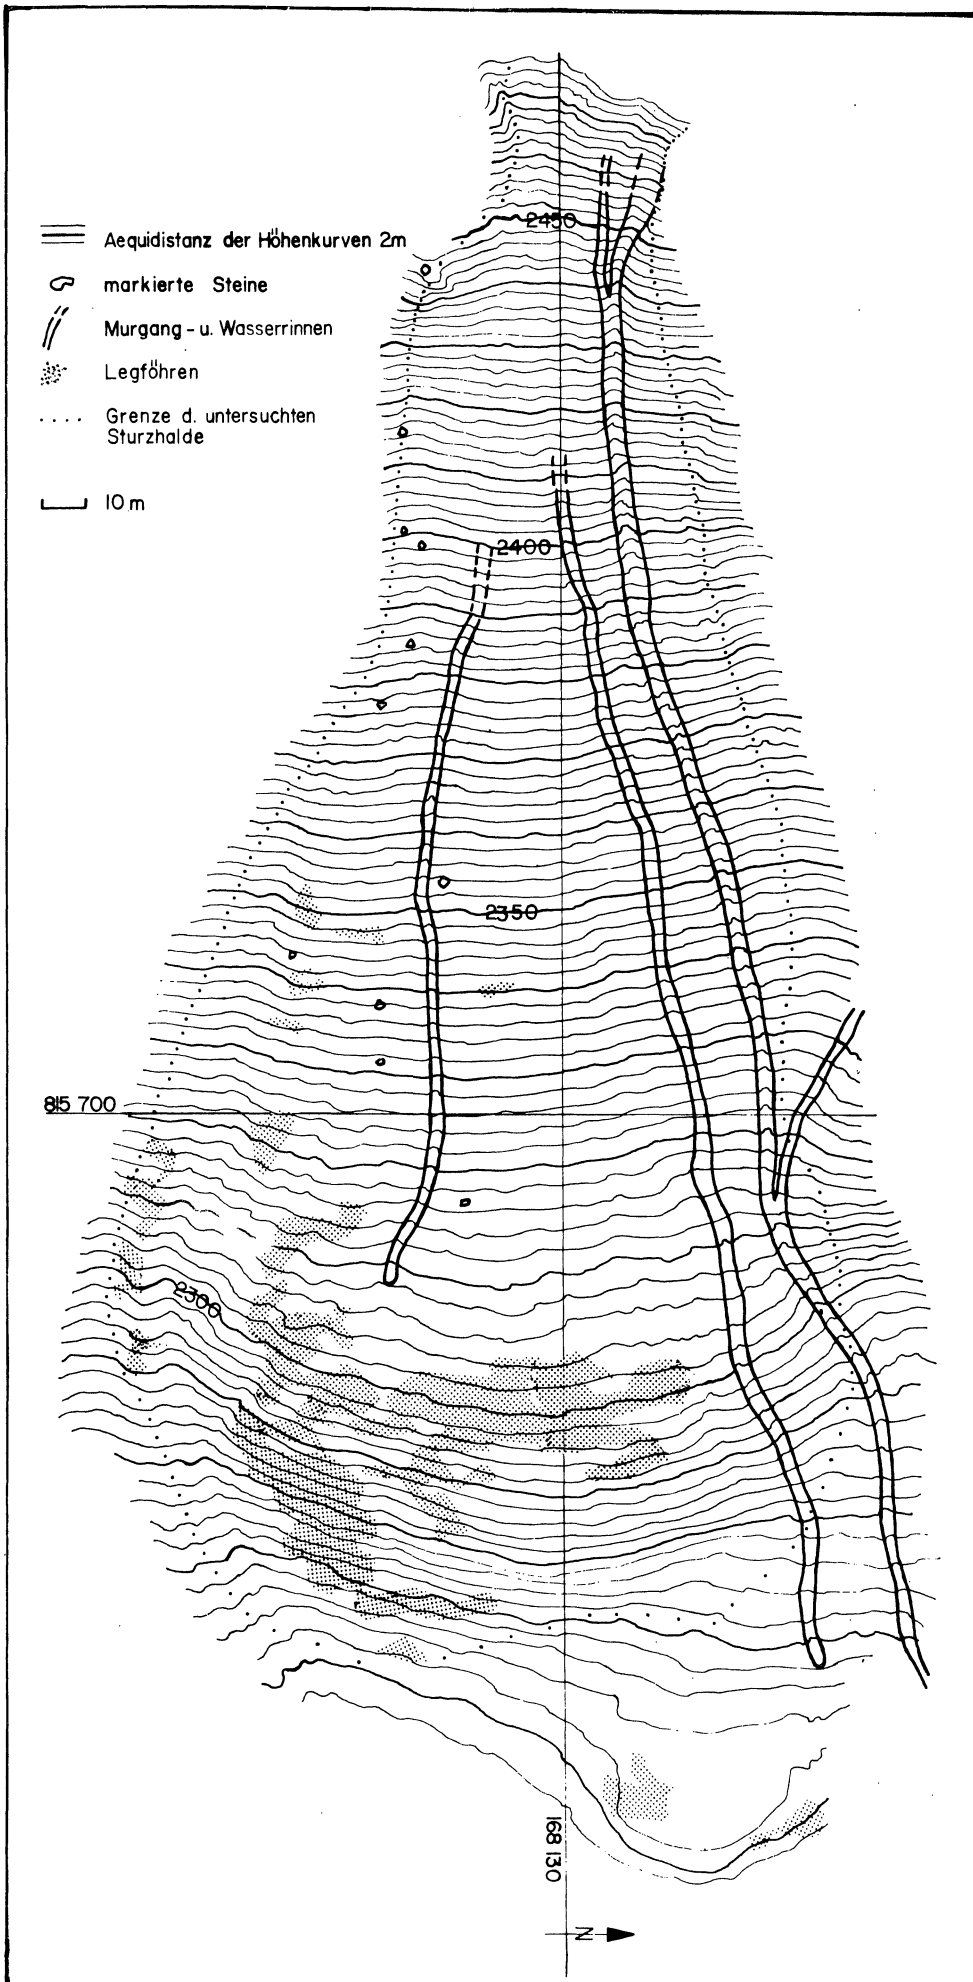 2450
Aequidistanz der Höhenkurven 2m
markierte Steine
Murgang - u. Wasserrinnen
Legföhren
Grenze d. untersuchten
Sturzhalde
10 m
2400
2350
815 700
2300
168 130
N